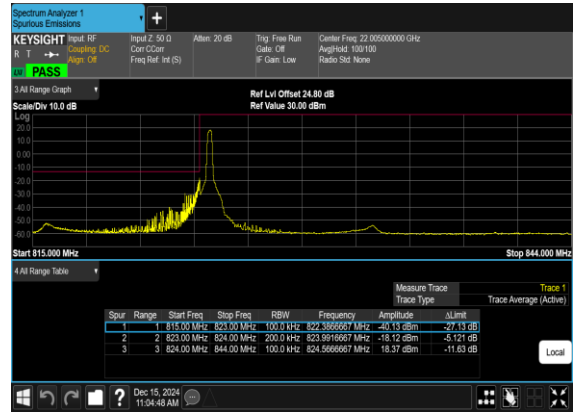 Spectrum Analyzer 1
Spurious Emissions
KEYSIGHT Input: RF Input Z: 50 Ω Atten: 20 dB Trig: Free Run Center Freq: 22.005000000 GHz
R T Coupling: DC Corr CCorr Gate: Off Avg|Hold: 100/100
Align: Off Freq Ref: Int (S) IF Gain: Low Radio Std: None
LW PASS
3 All Range Graph
Ref Lvl Offset 24.80 dB
Scale/Div 10.0 dB Ref Value 30.00 dBm
Log
20.0
10.0
0.00
-10.0
-20.0
-30.0
-40.0
-50.0
-60.0
Start 815.000 MHz Stop 844.000 MHz
4 All Range Table
Measure Trace Trace 1
Trace Type Trace Average (Active)
Spur Range Start Freq Stop Freq RBW Frequency Amplitude ΔLimit
1 1 815.00 MHz 823.00 MHz 100.0 kHz 822.3866667 MHz -40.13 dBm -27.13 dB
2 2 823.00 MHz 824.00 MHz 200.0 kHz 823.9916667 MHz -18.12 dBm -5.121 dB
3 3 824.00 MHz 844.00 MHz 100.0 kHz 824.5666667 MHz 18.37 dBm -11.63 dB
Local
? Dec 15, 2024
11:04:48 AM